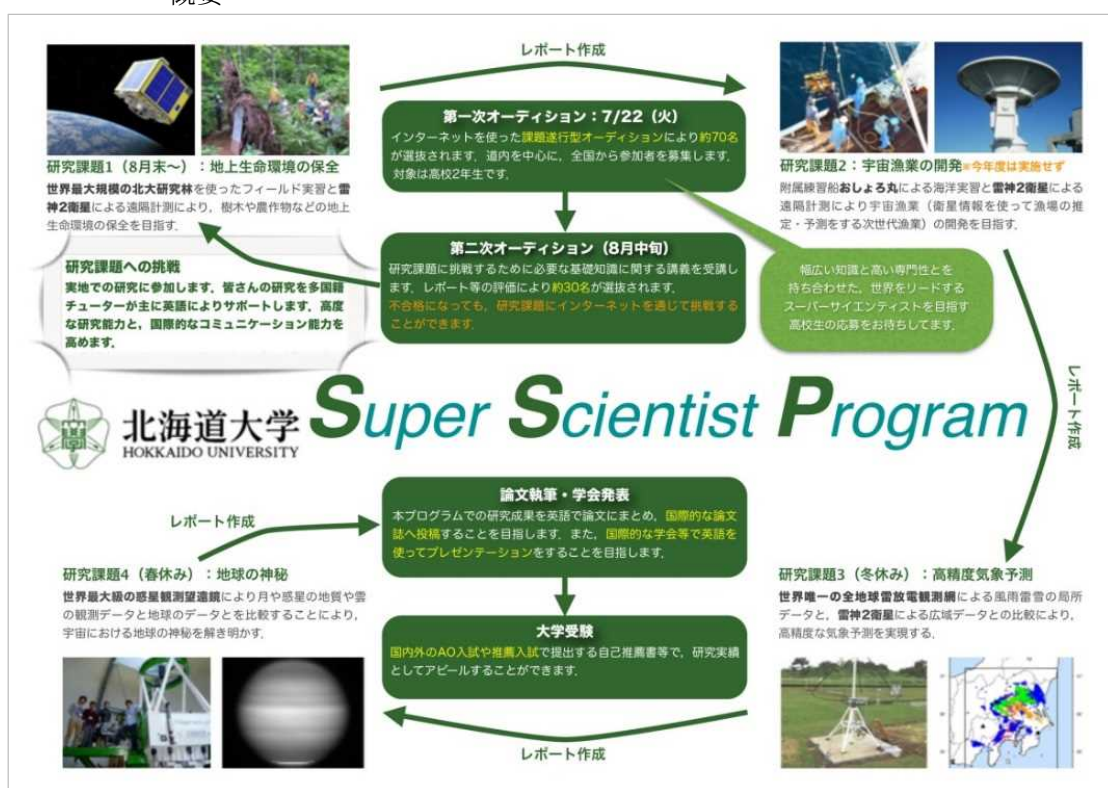 概要
レポート作成
第一次オーディション：7/22（火）
インターネットを使った課題遂行型オーディションにより約70名
が選抜されます．道内を中心に，全国から参加者を募集します．
対象は高校2年生です．
研究課題1（8月末〜）：地上生命環境の保全
世界最大規模の北大研究林を使ったフィールド実習と雷
神2衛星による遠隔計測により，樹木や農作物などの地上
生命環境の保全を目指す．
研究課題2：宇宙漁業の開発※今年度は実施せず
附属練習船おしょろ丸による海洋実習と雷神2衛星による
遠隔計測により宇宙漁業（衛星情報を使って漁場の推
定・予測をする次世代漁業）の開発を目指す．
第二次オーディション（8月中旬）
研究課題に挑戦するために必要な基礎知識に関する講義を受講し
ます．レポート等の評価により約30名が選抜されます．
不合格になっても，研究課題にインターネットを通じて挑戦する
ことができます．
研究課題への挑戦
実地での研究に参加します．皆さんの研究を多国籍
チューターが主に英語によりサポートします．高度
な研究能力と，国際的なコミュニケーション能力を
高めます．
幅広い知識と高い専門性とを
持ち合わせた，世界をリードする
スーパーサイエンティストを目指す
高校生の応募をお待ちしてます．
北海道大学
HOKKAIDO UNIVERSITY
Super Scientist Program
レポート作成
論文執筆・学会発表
本プログラムでの研究成果を英語で論文にまとめ，国際的な論文
誌へ投稿することを目指します．また，国際的な学会等で英語を
使ってプレゼンテーションをすることを目指します．
レポート作成
研究課題4（春休み）：地球の神秘
世界最大級の惑星観測望遠鏡により月や惑星の地質や雲
の観測データと地球のデータとを比較することにより，
宇宙における地球の神秘を解き明かす．
研究課題3（冬休み）：高精度気象予測
世界唯一の全地球雷放電観測網による風雨雷雪の局所
データと，雷神2衛星による広域データとの比較により，
高精度な気象予測を実現する．
大学受験
国内外のAO入試や推薦入試で提出する自己推薦書等で，研究実績
としてアピールすることができます．
レポート作成